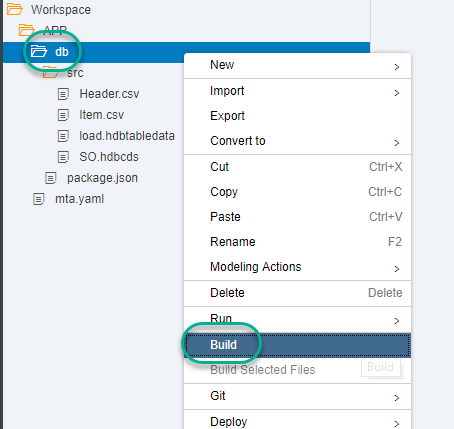 Workspace
APP
db
src
Header.csv
Item.csv
load.hdbtabledata
SO.hdbcds
package.json
mta.yaml
New >
Import >
Export
Convert to >
Cut Ctrl+X
Copy Ctrl+C
Paste Ctrl+V
Rename F2
Modeling Actions >
Delete Delete
Run >
Build
Build Selected Files
Build
Git >
Deploy >